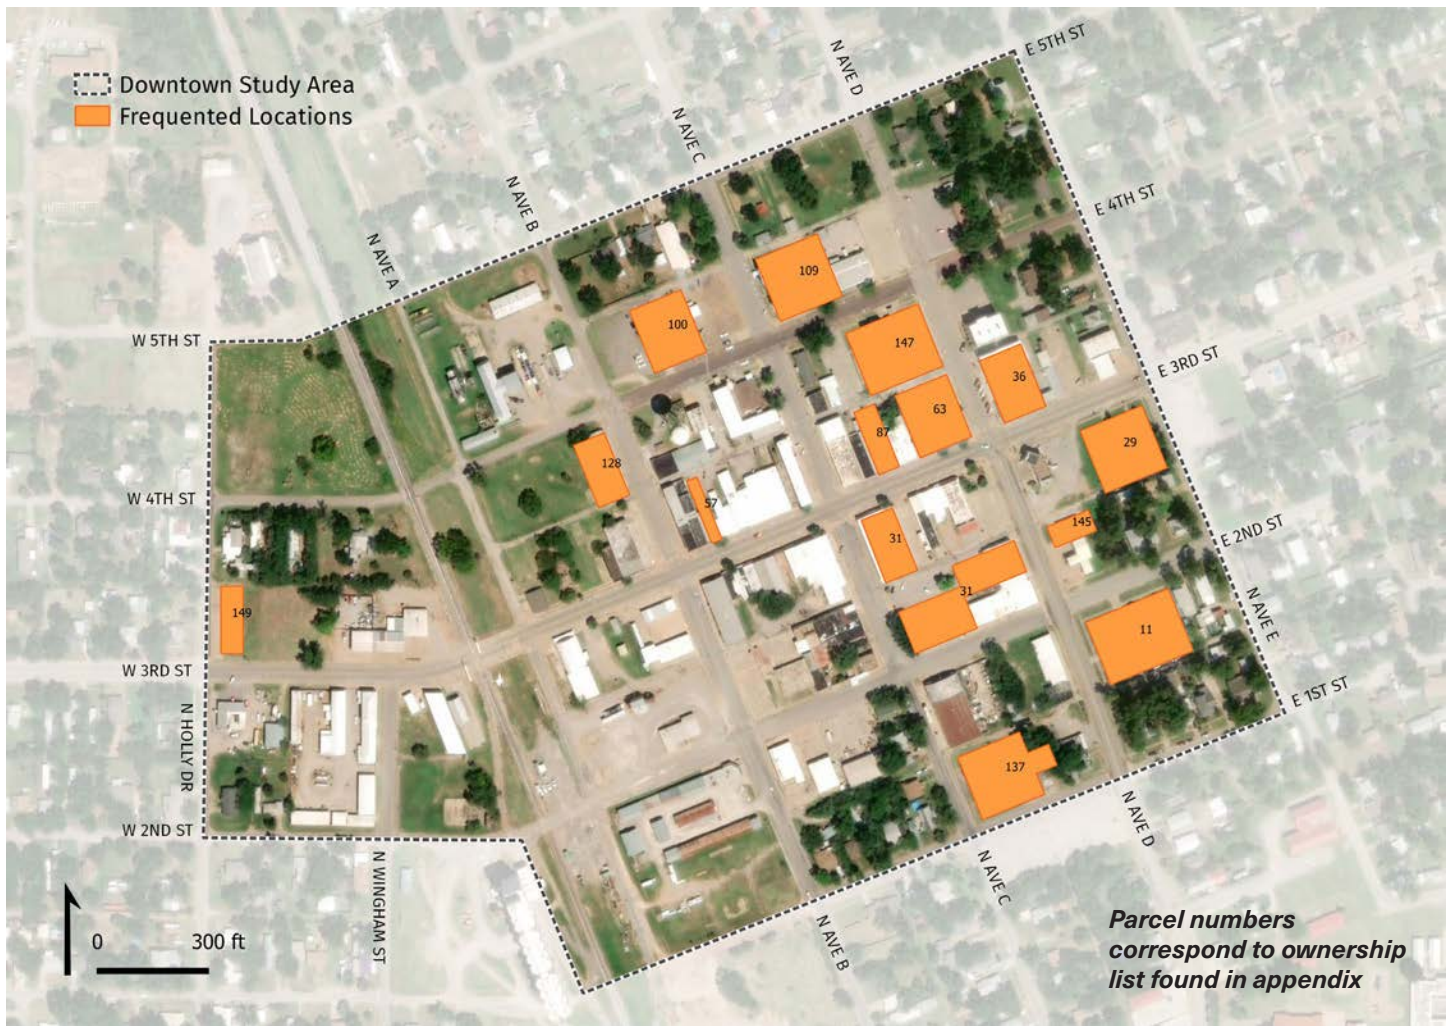 Downtown Study Area
Frequented Locations
E 5TH ST
N AVE D
N AVE C
N AVE B
N AVE A
E 4TH ST
W 5TH ST
E 3RD ST
109
100
147
36
63
87
29
128
57
W 4TH ST
31
145
E 2ND ST
31
149
11
N AVE E
W 3RD ST
E 1ST ST
N HOLLY DR
137
W 2ND ST
N WINGHAM ST
N AVE D
N AVE C
N AVE B
0 300 ft
Parcel numbers
correspond to ownership
list found in appendix